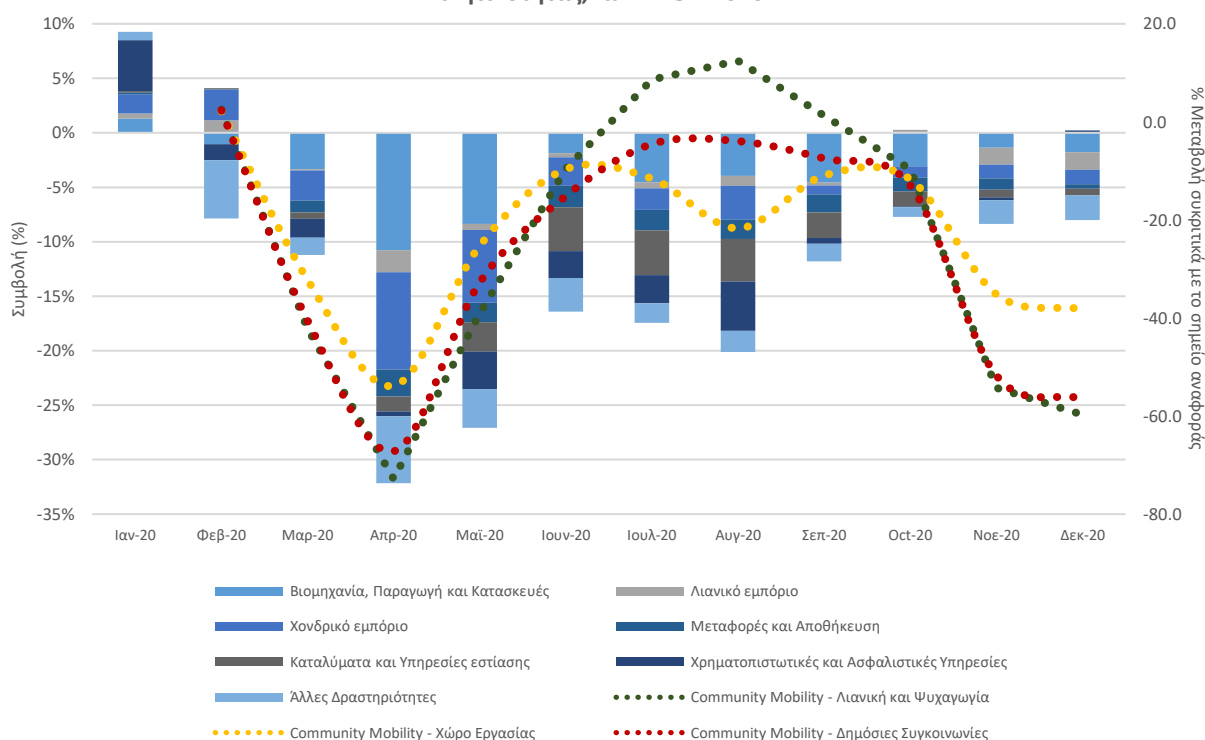 10%
5%
0%
-5%
-10%
-15%
-20%
-25%
-30%
-35%
Συμβολή (%)
20.0
0.0
-20.0
-40.0
-60.0
-80.0
% Μεταβολή συκριτικά με το σημείο αναφοράς
Ιαν-20 Φεβ-20 Μαρ-20 Απρ-20 Μαϊ-20 Ιουν-20 Ιουλ-20 Αυγ-20 Σεπ-20 Oct-20 Νοε-20 Δεκ-20
Βιομηχανία, Παραγωγή και Κατασκευές
Λιανικό εμπόριο
Χονδρικό εμπόριο
Μεταφορές και Αποθήκευση
Καταλύματα και Υπηρεσίες εστίασης
Χρηματοπιστωτικές και Ασφαλιστικές Υπηρεσίες
Άλλες Δραστηριότητες
Community Mobility - Λιανική και Ψυχαγωγία
Community Mobility - Χώρο Εργασίας
Community Mobility - Δημόσιες Συγκοινωνίες